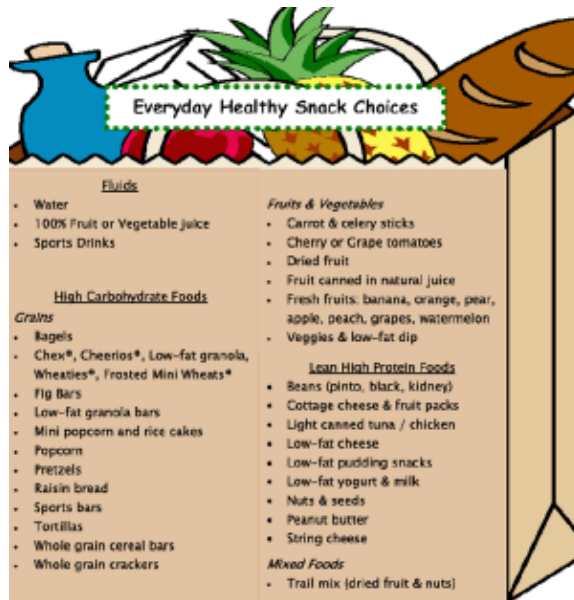 Everyday Healthy Snack Choices
Fluids
• Water
• 100% Fruit or Vegetable Juice
• Sports Drinks
High Carbohydrate Foods
Grains
• Bagels
• Chex®, Cheerios®, Low-fat granola,
Wheaties®, Frosted Mini Wheats®
• Fig Bars
• Low-fat granola bars
• Mini popcorn and rice cakes
• Popcorn
• Pretzels
• Raisin bread
• Sports bars
• Tortillas
• Whole grain cereal bars
• Whole grain crackers
Fruits & Vegetables
• Carrot & celery sticks
• Cherry or Grape tomatoes
• Dried fruit
• Fruit canned in natural juice
• Fresh fruits: banana, orange, pear,
apple, peach, grapes, watermelon
• Veggies & low-fat dip
Lean High Protein Foods
• Beans (pinto, black, kidney)
• Cottage cheese & fruit packs
• Light canned tuna / chicken
• Low-fat cheese
• Low-fat pudding snacks
• Low-fat yogurt & milk
• Nuts & seeds
• Peanut butter
• String cheese
Mixed Foods
• Trail mix (dried fruit & nuts)